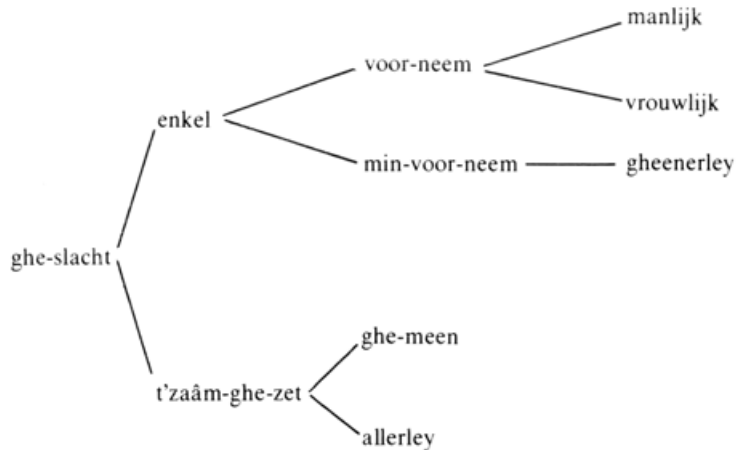 manlijk
voor-neem
vrouwlijk
enkel
min-voor-neem gheenerley
ghe-slacht
ghe-meen
t'zaâm-ghe-zet
allerley